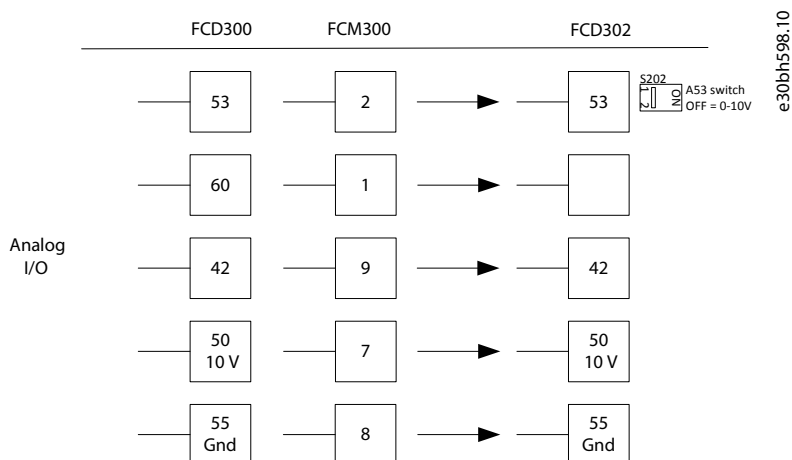 FCD300 FCM300 FCD302
53 2 53
S202
1 2 ON
A53 switch
OFF = 0-10V
60 1
Analog
I/O
42 9 42
50 7 50
10 V 10 V
55 8 55
Gnd Gnd
e30bh598.10